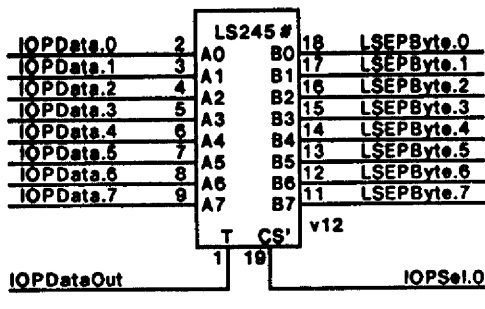 LS245 #
IOPData.0 2 A0 B0 18 LSEPByte.0
IOPData.1 3 A1 B1 17 LSEPByte.1
IOPData.2 4 A2 B2 16 LSEPByte.2
IOPData.3 5 A3 B3 15 LSEPByte.3
IOPData.4 6 A4 B4 14 LSEPByte.4
IOPData.5 7 A5 B5 13 LSEPByte.5
IOPData.6 8 A6 B6 12 LSEPByte.6
IOPData.7 9 A7 B7 11 LSEPByte.7
v12
T CS'
1 19
IOPDataOut IOPSel.0